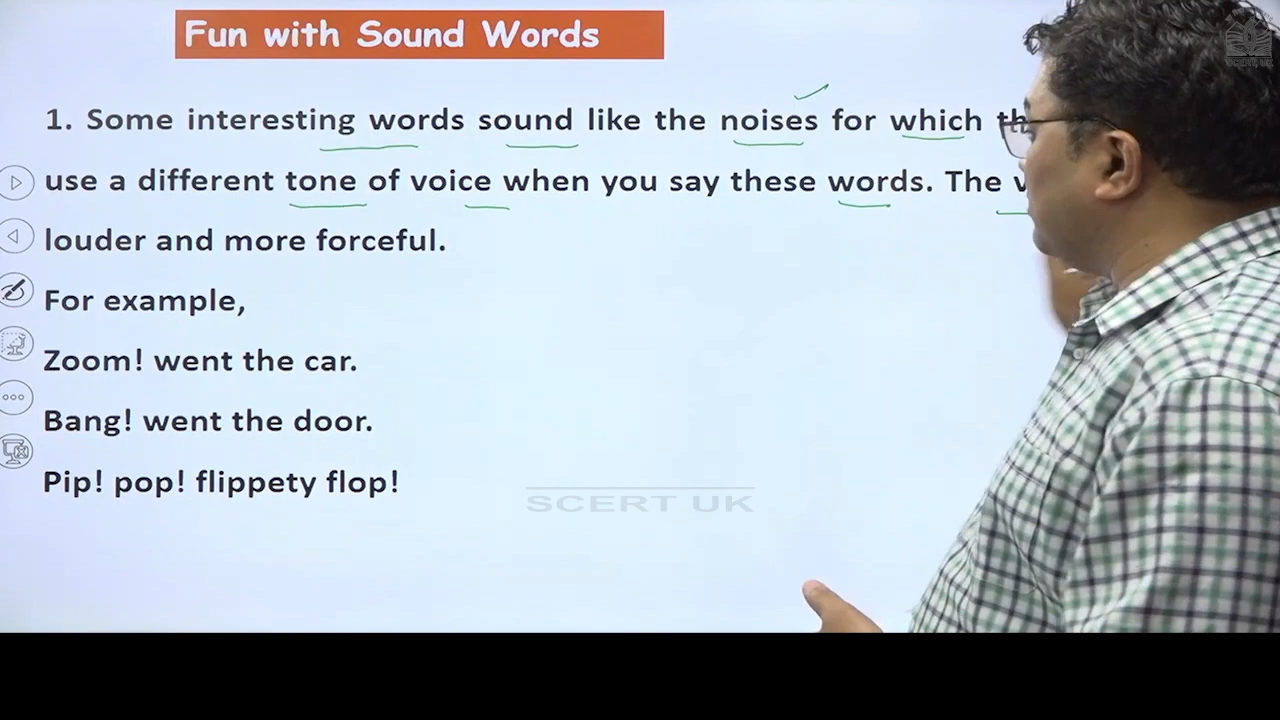 Fun with Sound Words
1. Some interesting words sound like the noises for which
use a different tone of voice when you say these words. The
louder and more forceful.
For example,
Zoom! went the car.
Bang! went the door.
Pip! pop! flippety flop!
SCERT UK
SCERT UK